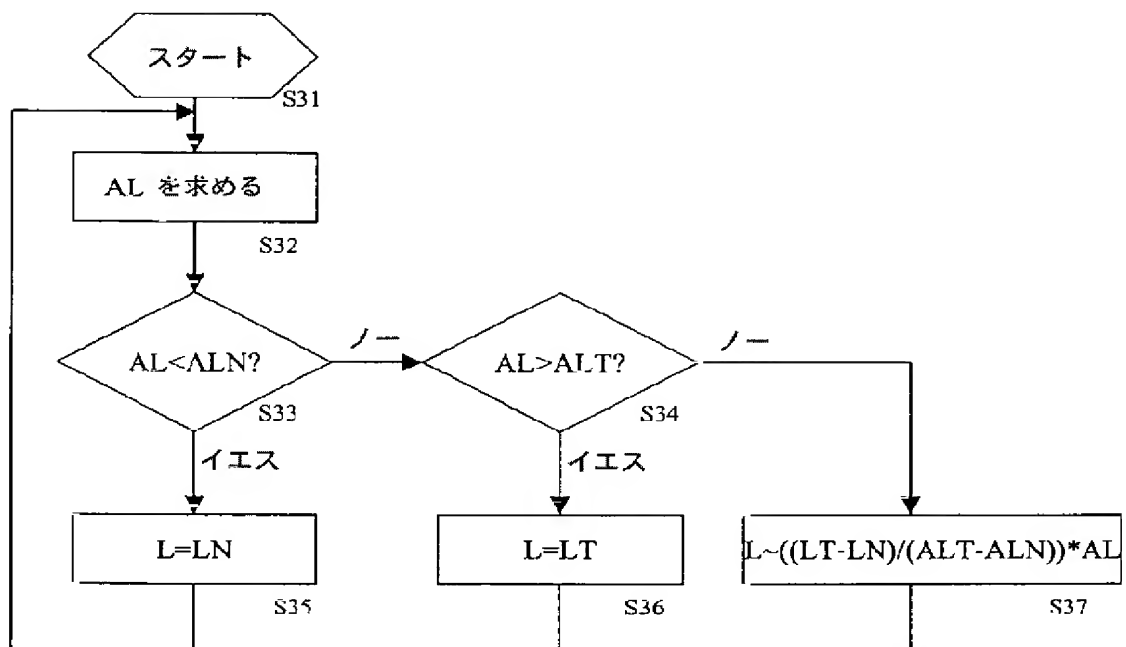 スタート
S31
AL を求める
S32
AL<ALN?
S33
ノー
AL>ALT?
S34
ノー
イエス
イエス
L=LN
S35
L=LT
S36
L~((LT-LN)/(ALT-ALN))*AL
S37